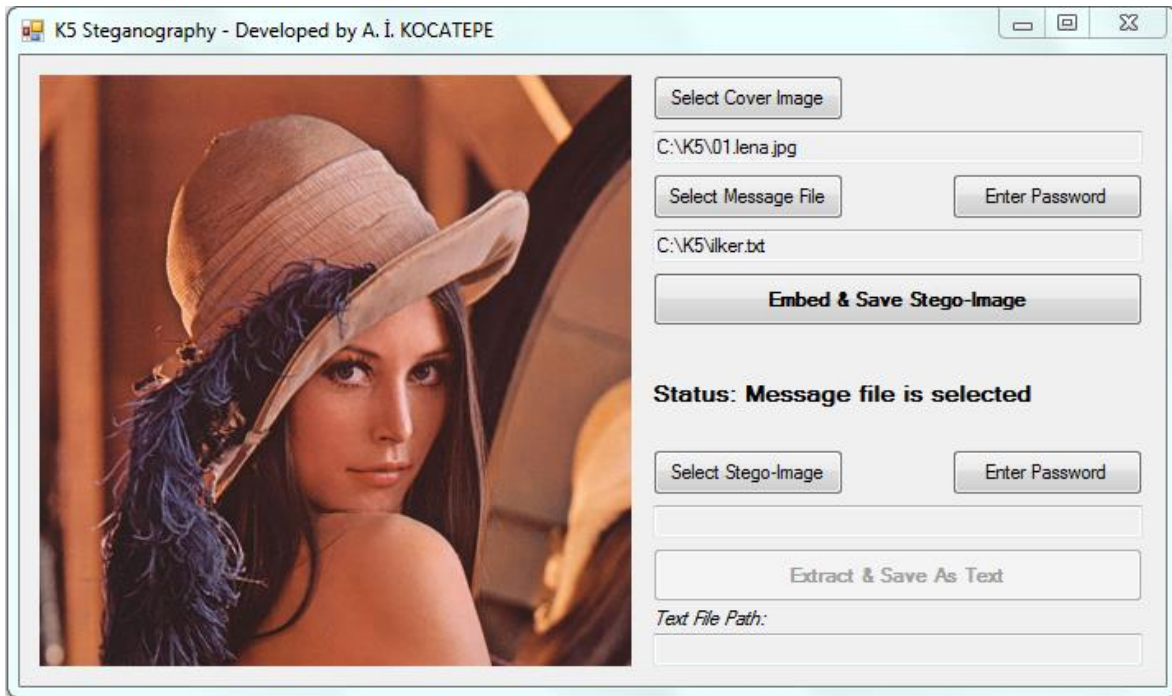 K5 Steganography - Developed by A. İ. KOCATEPE
Select Cover Image
C:\K5\01.lena.jpg
Select Message File Enter Password
C:\K5\ilker.txt
Embed & Save Stego-Image
Status: Message file is selected
Select Stego-Image Enter Password
Extract & Save As Text
Text File Path: